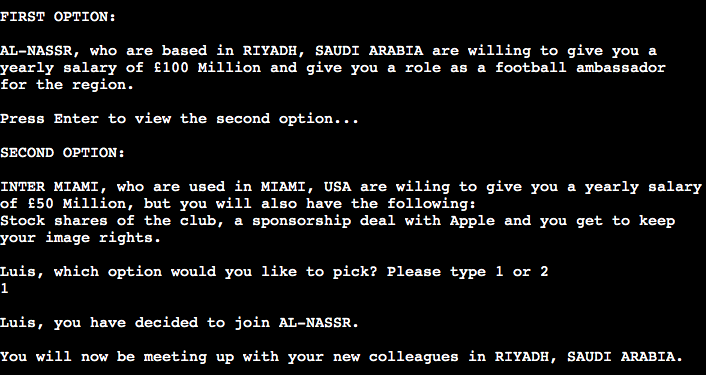 FIRST OPTION:
AL-NASSR, who are based in RIYADH, SAUDI ARABIA are willing to give you a
yearly salary of £100 Million and give you a role as a football ambassador
for the region.
Press Enter to view the second option...
SECOND OPTION:
INTER MIAMI, who are used in MIAMI, USA are wiling to give you a yearly salary
of £50 Million, but you will also have the following:
Stock shares of the club, a sponsorship deal with Apple and you get to keep
your image rights.
Luis, which option would you like to pick? Please type 1 or 2
1
Luis, you have decided to join AL-NASSR.
You will now be meeting up with your new colleagues in RIYADH, SAUDI ARABIA.